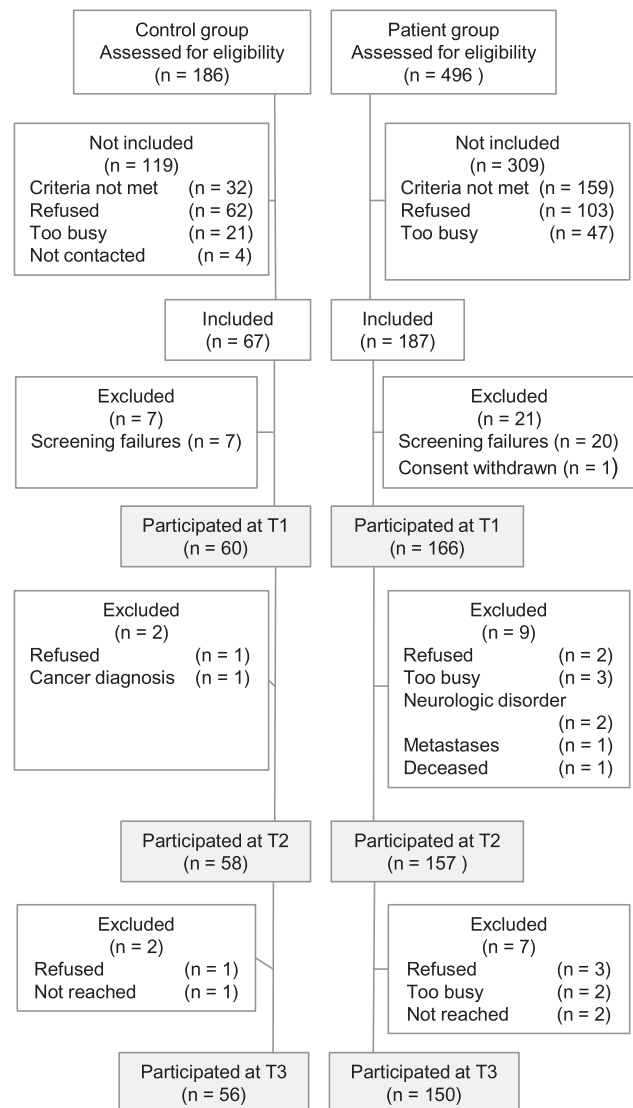 Control group
Assessed for eligibility
(n = 186)
Patient group
Assessed for eligibility
(n = 496 )
Not included
(n = 119)
Criteria not met (n = 32)
Refused (n = 62)
Too busy (n = 21)
Not contacted (n = 4)
Not included
(n = 309)
Criteria not met (n = 159)
Refused (n = 103)
Too busy (n = 47)
Included
(n = 67)
Included
(n = 187)
Excluded
(n = 7)
Screening failures (n = 7)
Excluded
(n = 21)
Screening failures (n = 20)
Consent withdrawn (n = 1)
Participated at T1
(n = 60)
Participated at T1
(n = 166)
Excluded
(n = 2)
Refused (n = 1)
Cancer diagnosis (n = 1)
Excluded
(n = 9)
Refused (n = 2)
Too busy (n = 3)
Neurologic disorder
(n = 2)
Metastases (n = 1)
Deceased (n = 1)
Participated at T2
(n = 58)
Participated at T2
(n = 157 )
Excluded
(n = 2)
Refused (n = 1)
Not reached (n = 1)
Excluded
(n = 7)
Refused (n = 3)
Too busy (n = 2)
Not reached (n = 2)
Participated at T3
(n = 56)
Participated at T3
(n = 150)